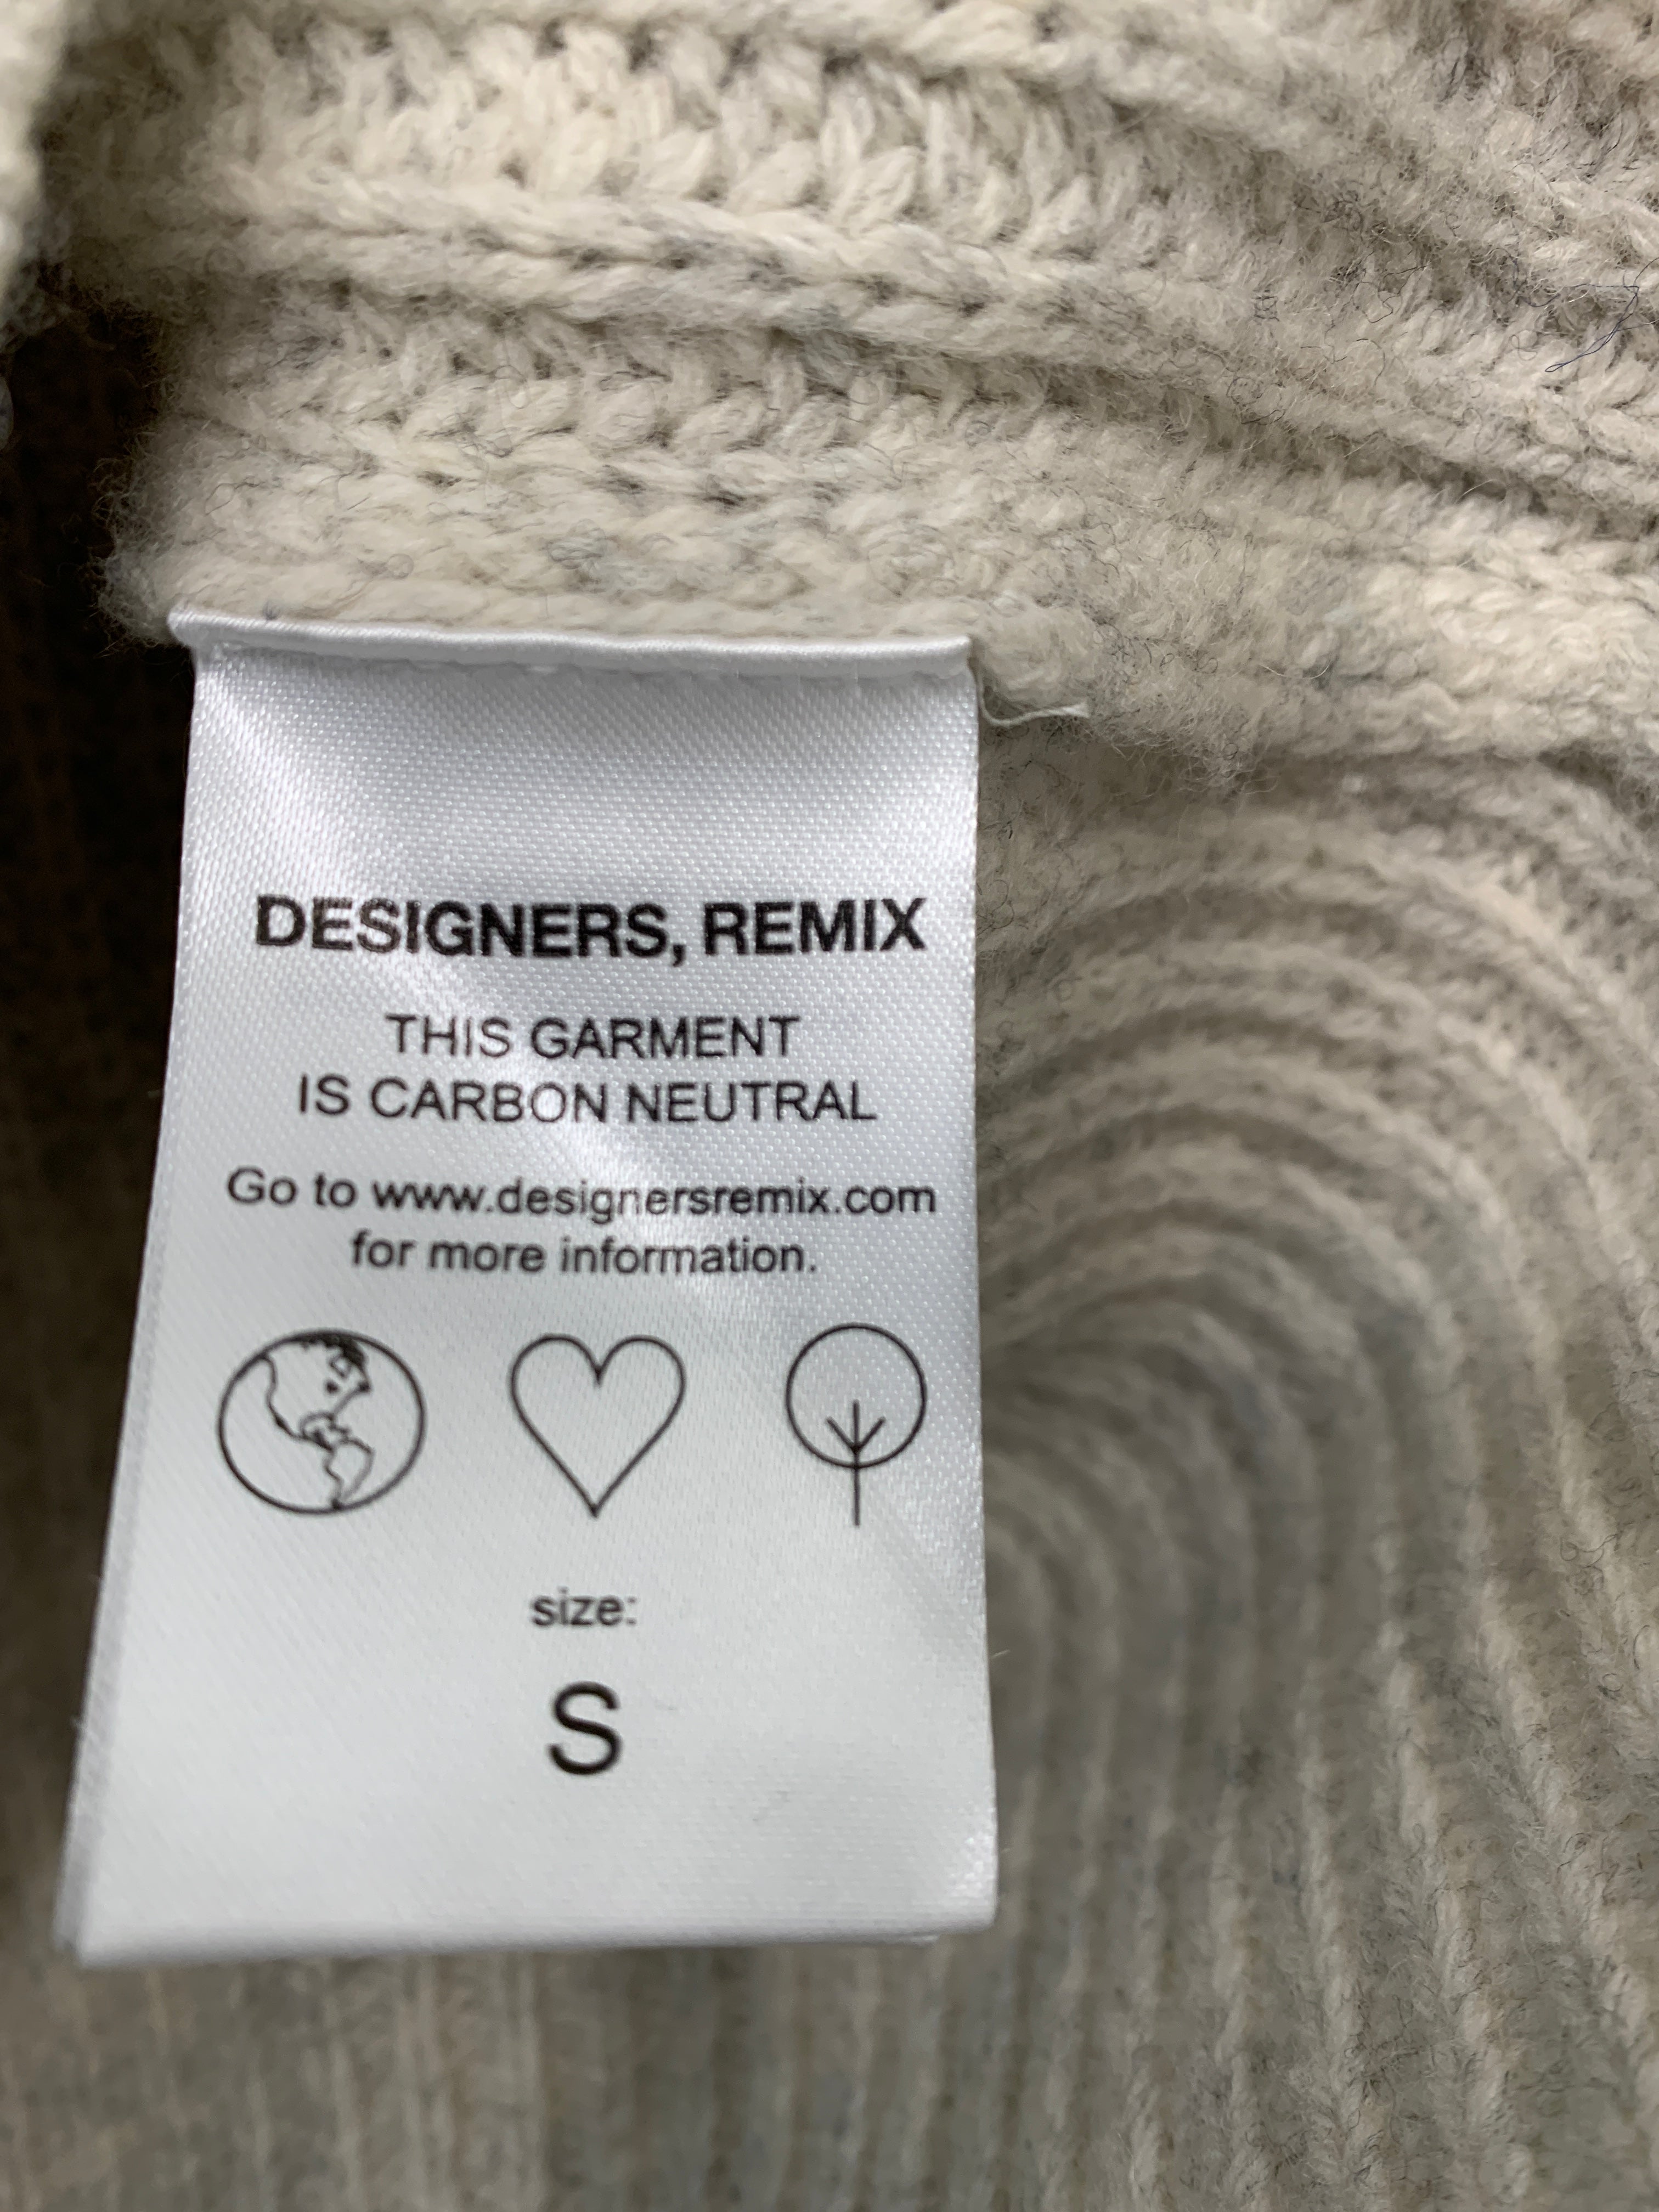 DESIGNERS, REMIX
THIS GARMENT
IS CARBON NEUTRAL
Go to www.designersremix.com
for more information.
size:
S